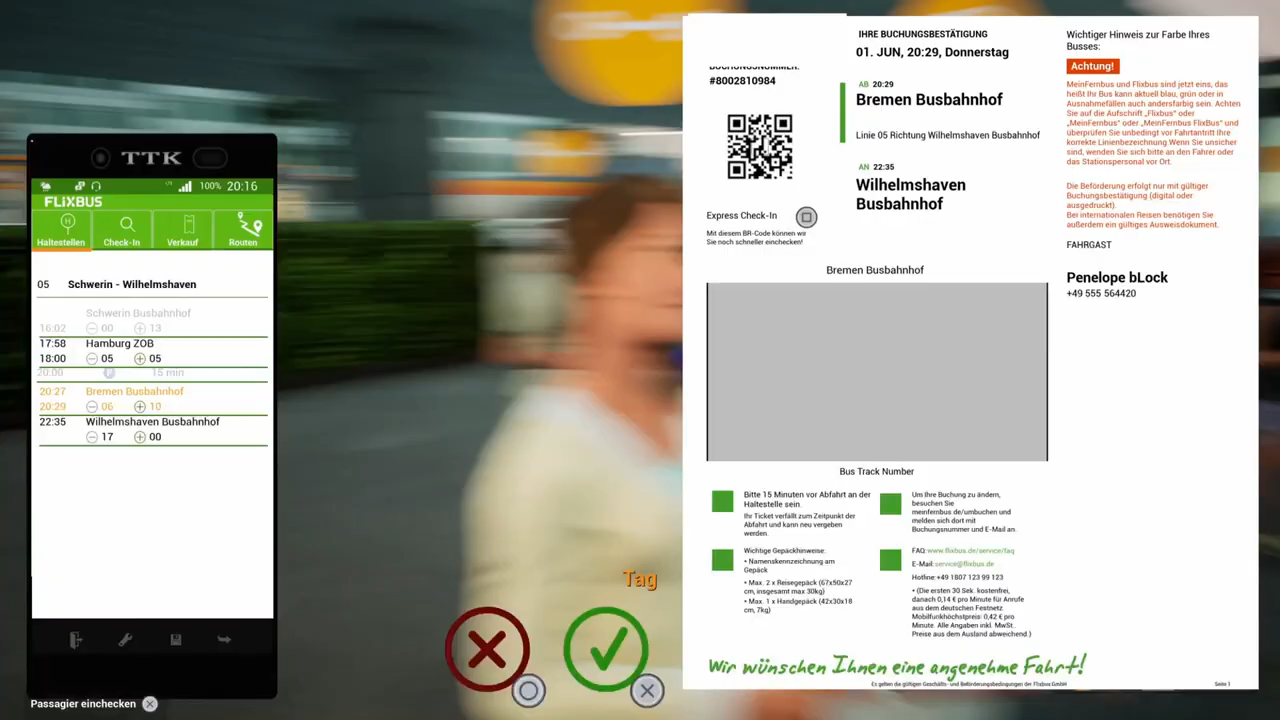 TTK
100% 20:16
FLIXBUS
Haltestellen
Check-In
Verkauf
Routen
05 Schwerin - Wilhelmshaven
Schwerin Busbahnhof
16:02 00 13
17:58 Hamburg ZOB
18:00 05 05
20:00 P 15 min
20:27 Bremen Busbahnhof
20:29 06 10
22:35 Wilhelmshaven Busbahnhof
17 00
Passagier einchecken
Tag
BUCHUNGSNUMMER:
#8002810984
Express Check-In
Mit diesem BR-Code können wir
Sie noch schneller einchecken!
IHRE BUCHUNGSBESTÄTIGUNG
01. JUN, 20:29, Donnerstag
AB 20:29
Bremen Busbahnhof
Linie 05 Richtung Wilhelmshaven Busbahnhof
AN 22:35
Wilhelmshaven
Busbahnhof
Bremen Busbahnhof
Bus Track Number
Bitte 15 Minuten vor Abfahrt an der
Haltestelle sein.
Ihr Ticket verfällt zum Zeitpunkt der
Abfahrt und kann neu vergeben
werden.
Wichtige Gepäckhinweise:
• Namenskennzeichnung am
Gepäck
• Max. 2 x Reisegepäck (67x50x27
cm, insgesamt max 30kg)
• Max. 1 x Handgepäck (42x30x18
cm, 7kg)
Um Ihre Buchung zu ändern,
besuchen Sie
meinfernbus.de/umbuchen und
melden sich dort mit
Buchungsnummer und E-Mail an.
FAQ: www.flixbus.de/service/faq
E-Mail: service@flixbus.de
Hotline: +49 1807 123 99 123
• (Die ersten 30 Sek. kostenfrei,
danach 0,14 € pro Minute für Anrufe
aus dem deutschen Festnetz.
Mobilfunkhöchstpreis: 0,42 € pro
Minute. Alle Angaben inkl. MwSt..
Preise aus dem Ausland abweichend.)
Wichtiger Hinweis zur Farbe Ihres
Busses:
Achtung!
MeinFernbus und Flixbus sind jetzt eins, das
heißt Ihr Bus kann aktuell blau, grün oder in
Ausnahmefällen auch andersfarbig sein. Achten
Sie auf die Aufschrift „Flixbus“ oder
„MeinFernbus“ oder „MeinFernbus FlixBus“ und
überprüfen Sie unbedingt vor Fahrtantritt Ihre
korrekte Linienbezeichnung.Wenn Sie unsicher
sind, wenden Sie sich bitte an den Fahrer oder
das Stationspersonal vor Ort.
Die Beförderung erfolgt nur mit gültiger
Buchungsbestätigung (digital oder
ausgedruckt).
Bei internationalen Reisen benötigen Sie
außerdem ein gültiges Ausweisdokument.
FAHRGAST
Penelope bLock
+49 555 564420
Wir wünschen Ihnen eine angenehme Fahrt!
Es gelten die gültigen Geschäfts- und Beförderungsbedingungen der Flixbus GmbH
Seite 1